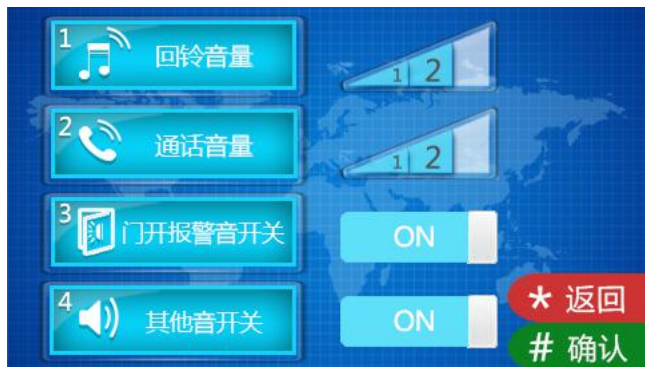 1 回铃音量 1 2
2 通话音量 1 2
3 门开报警音开关 ON
4 其他音开关 ON
* 返回
# 确认